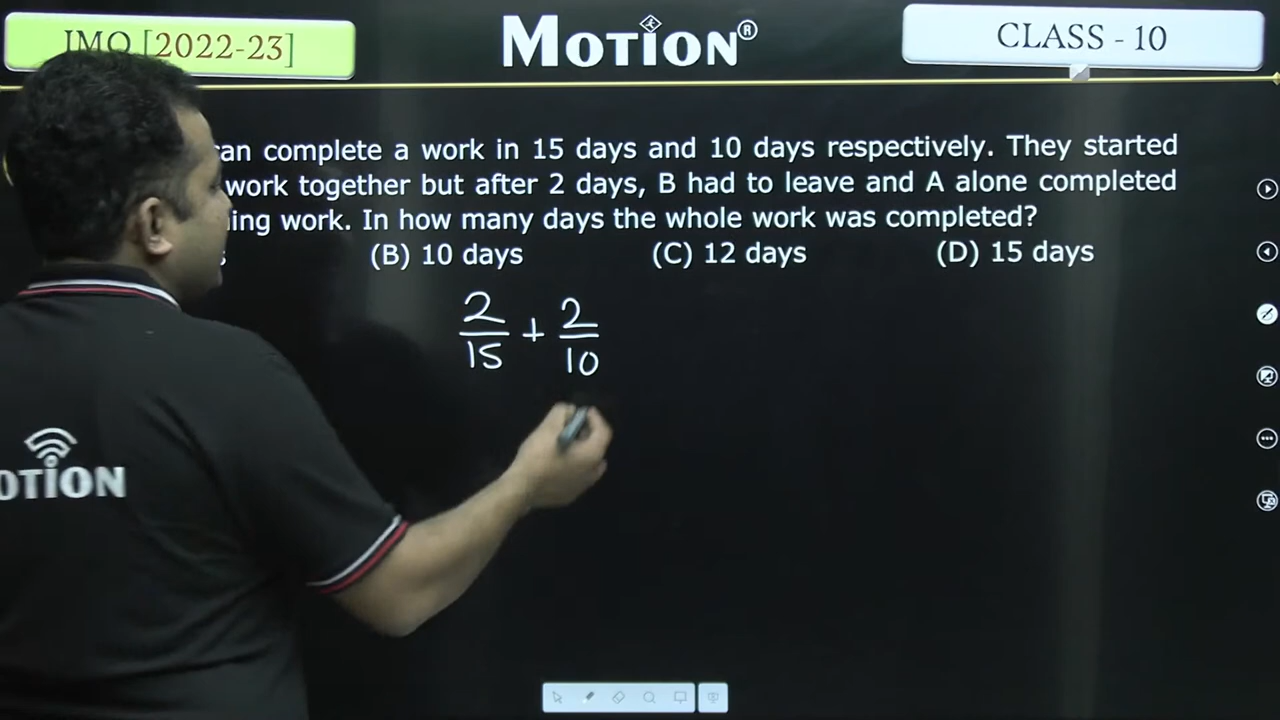 IMO [2022-23]
MOTION®
CLASS - 10
can complete a work in 15 days and 10 days respectively. They started
work together but after 2 days, B had to leave and A alone completed
work. In how many days the whole work was completed?
(B) 10 days (C) 12 days (D) 15 days
2/15 + 2/10
OTION